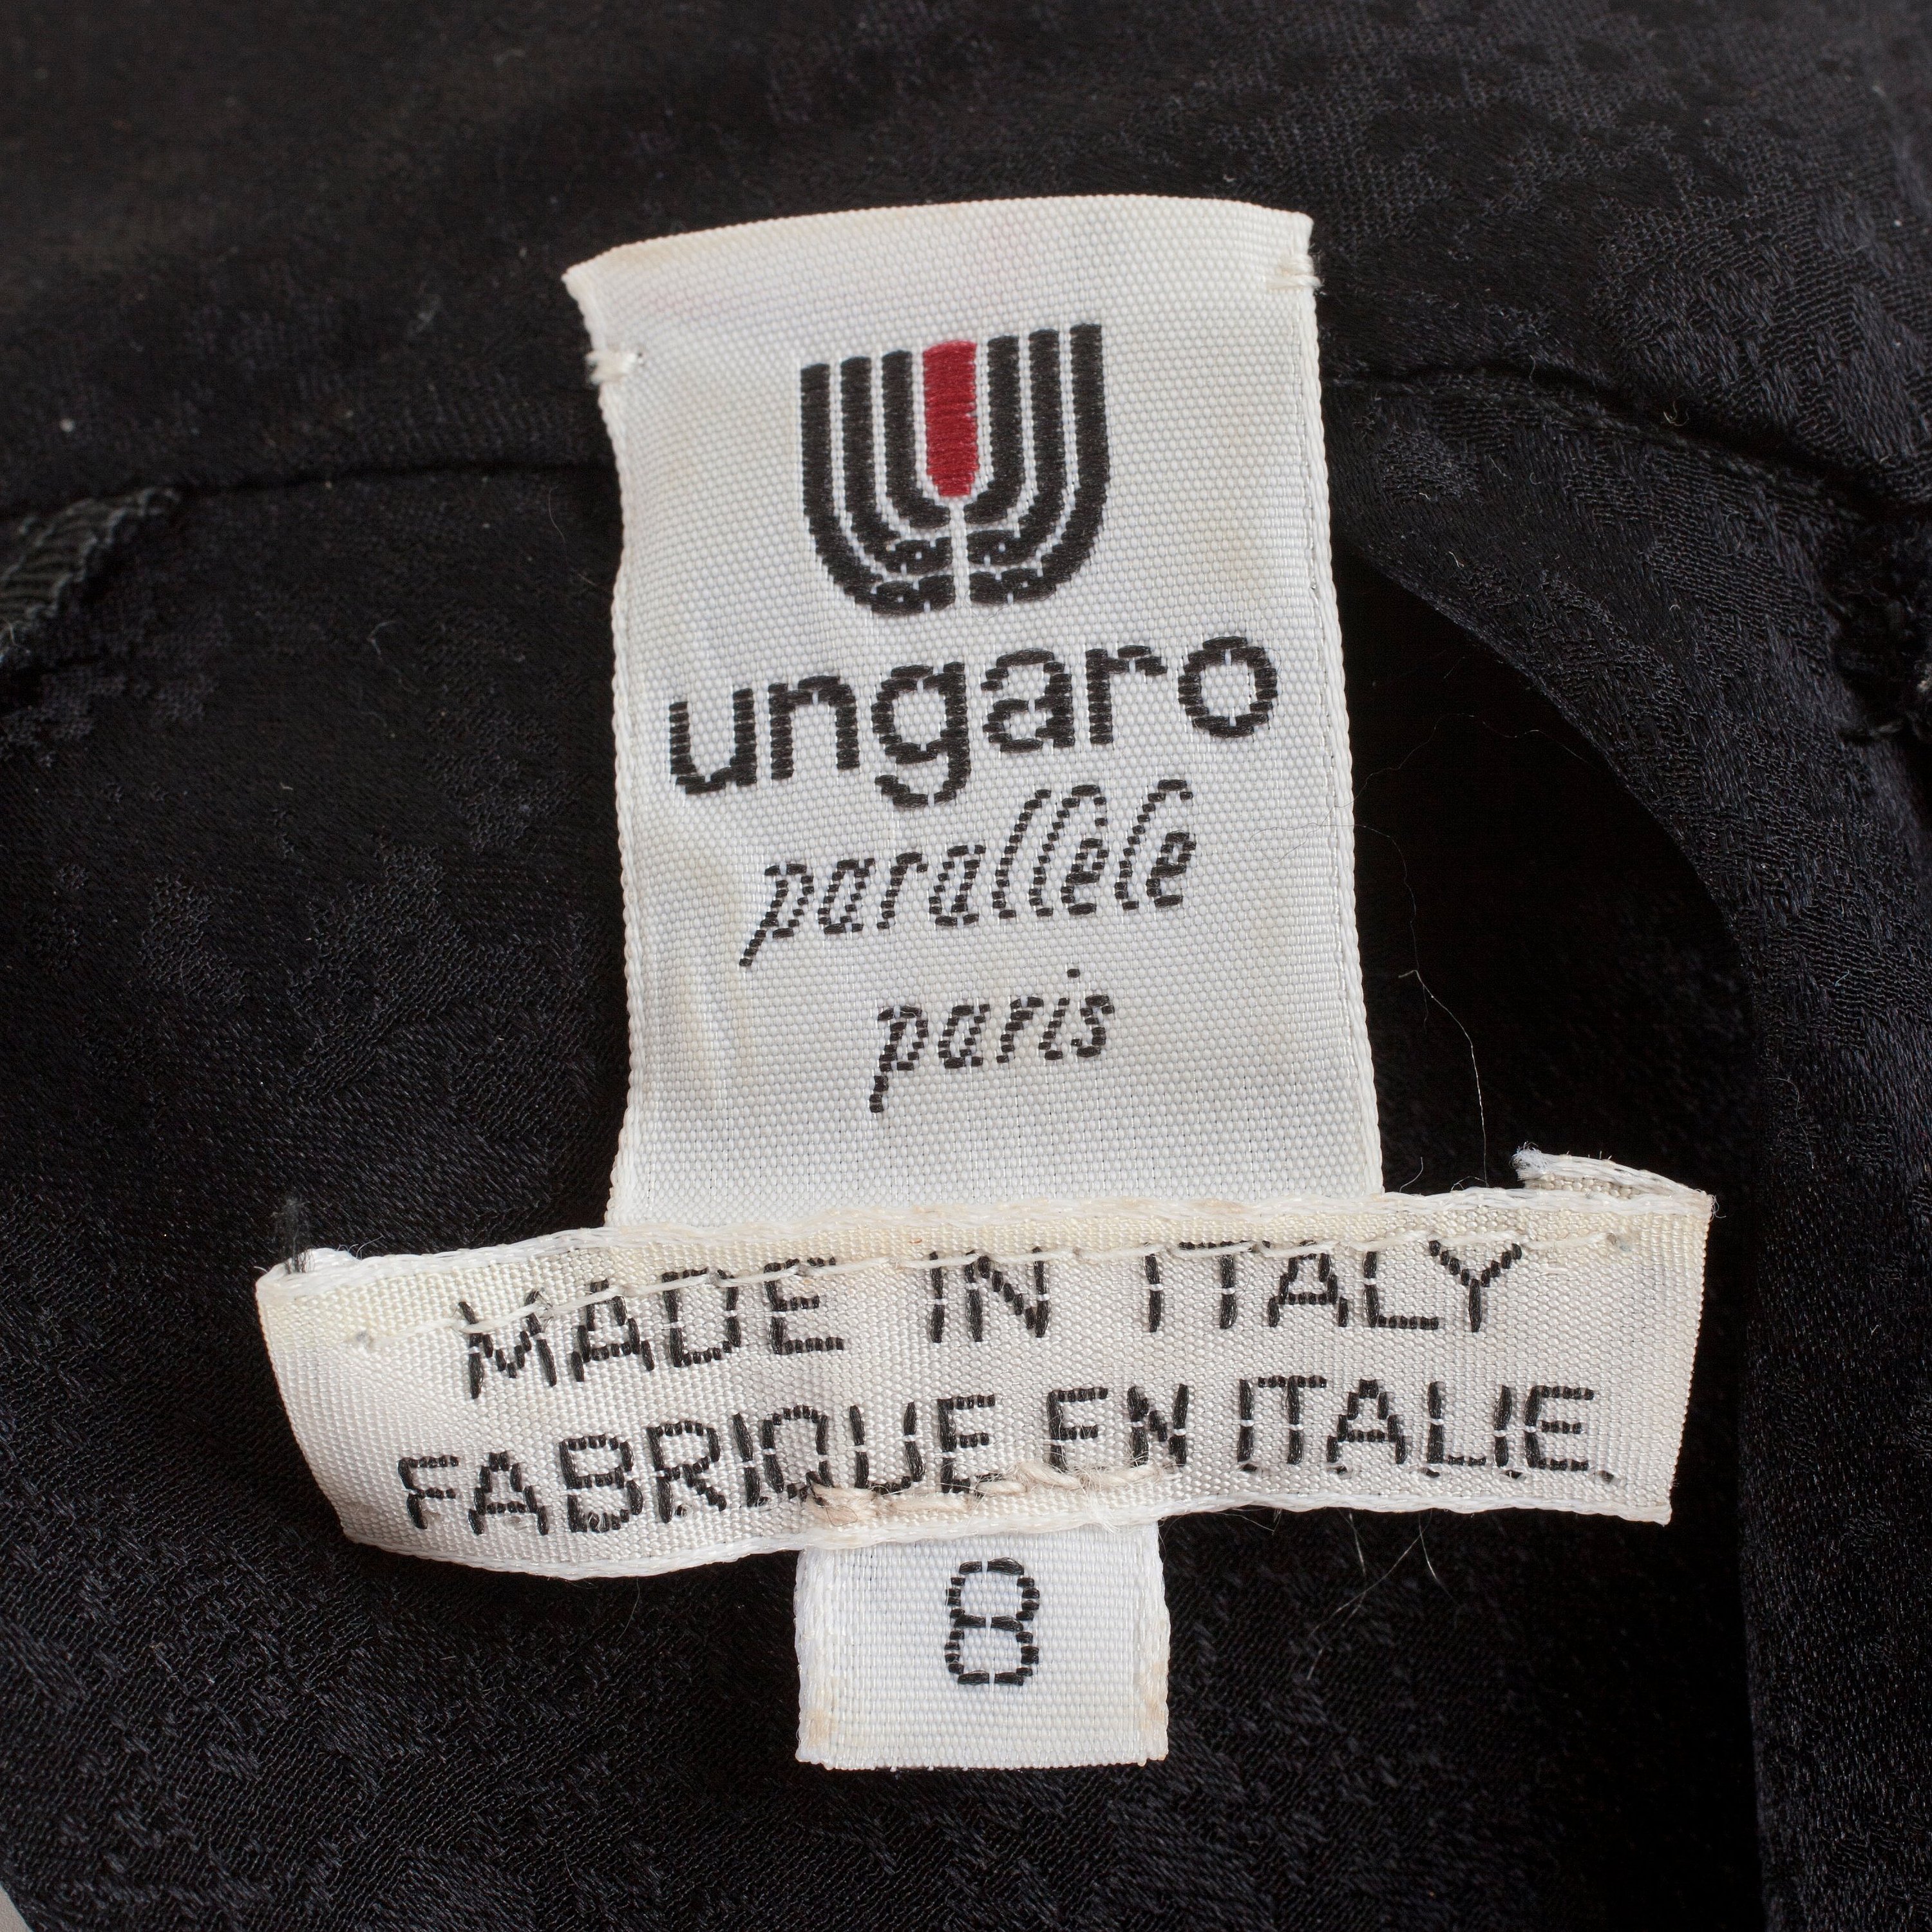 ungaro
parallèle
paris
MADE IN ITALY
FABRIQUE EN ITALIE
8